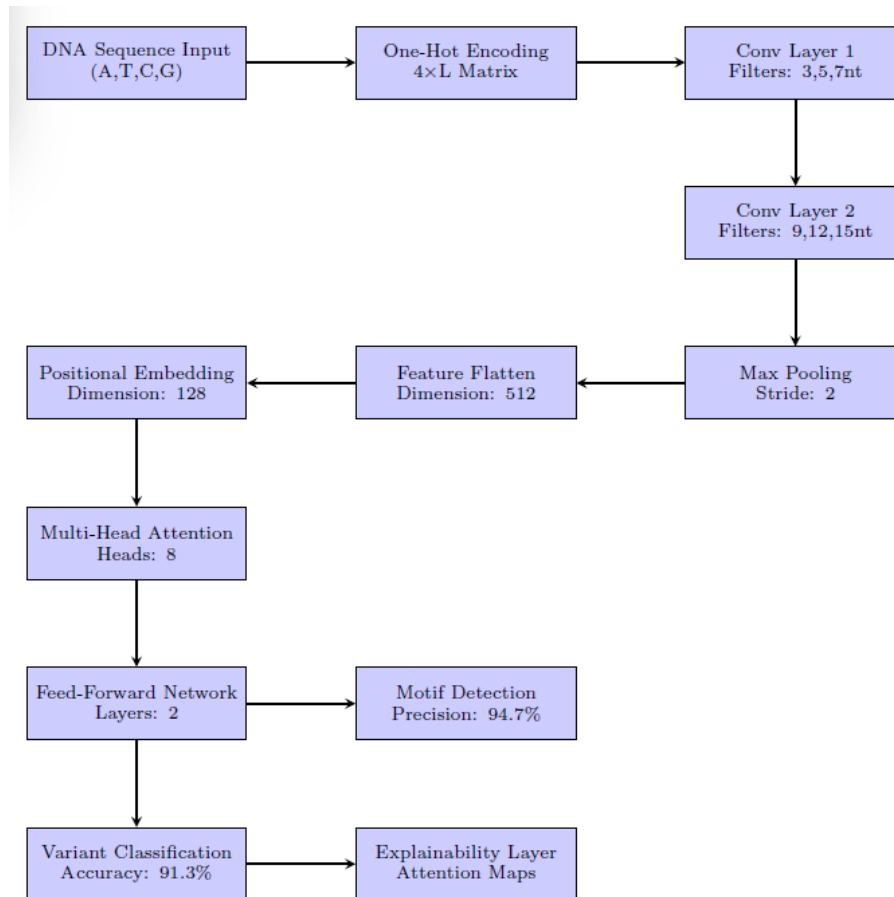 DNA Sequence Input
(A,T,C,G)
One-Hot Encoding
4×L Matrix
Conv Layer 1
Filters: 3,5,7nt
Conv Layer 2
Filters: 9,12,15nt
Max Pooling
Stride: 2
Feature Flatten
Dimension: 512
Positional Embedding
Dimension: 128
Multi-Head Attention
Heads: 8
Feed-Forward Network
Layers: 2
Motif Detection
Precision: 94.7%
Variant Classification
Accuracy: 91.3%
Explainability Layer
Attention Maps